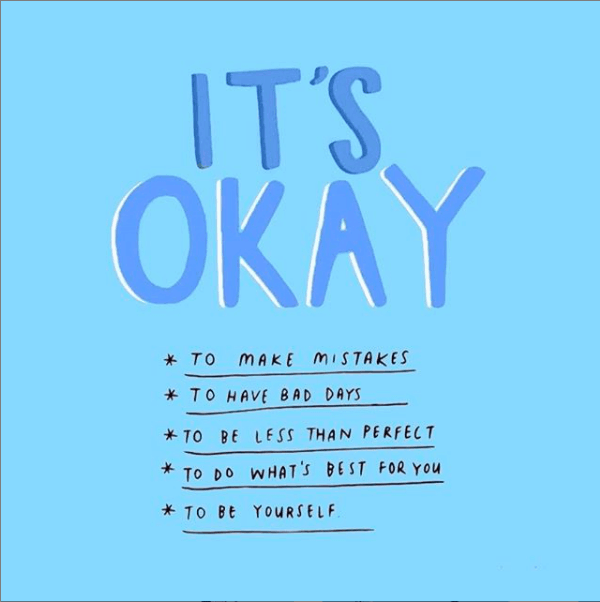 IT'S
OKAY
* TO MAKE MISTAKES
* TO HAVE BAD DAYS
* TO BE LESS THAN PERFECT
* TO DO WHAT'S BEST FOR YOU
* TO BE YOURSELF.